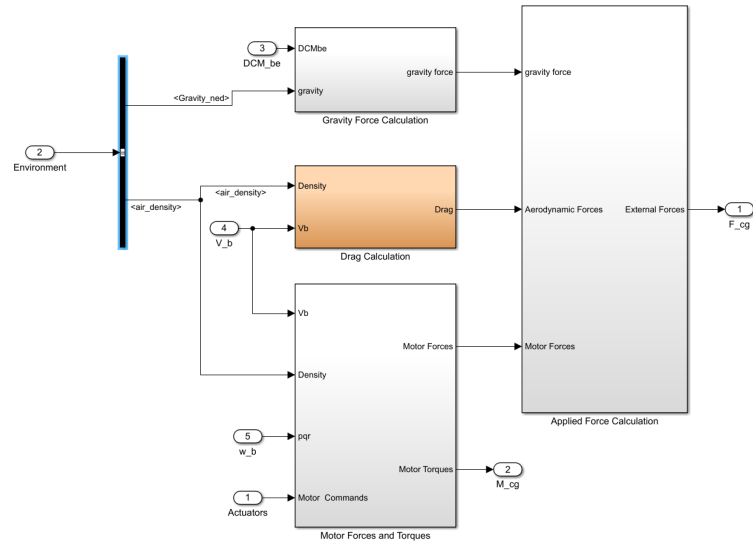 3
DCM_be
DCMbe
gravity force
gravity
<Gravity_ned>
Gravity Force Calculation
gravity force
2
Environment
<air_density>
<air_density>
Density
Drag
Vb
4
V_b
Drag Calculation
Aerodynamic Forces
External Forces
1
F_cg
Vb
Motor Forces
Density
Motor Forces
Applied Force Calculation
5
w_b
pqr
Motor Torques
2
M_cg
1
Actuators
Motor Commands
Motor Forces and Torques